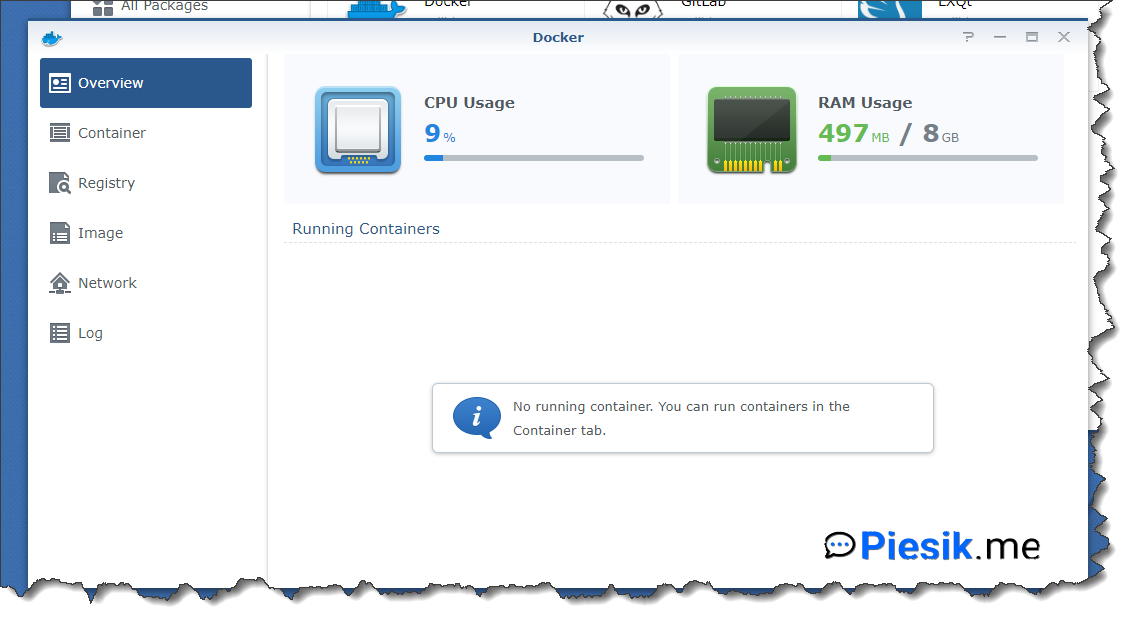 All Packages
Docker
GitLab
EXQt
Docker
Overview
Container
Registry
Image
Network
Log
CPU Usage
9 %
RAM Usage
497 MB / 8 GB
Running Containers
i
No running container. You can run containers in the
Container tab.
Piesik.me